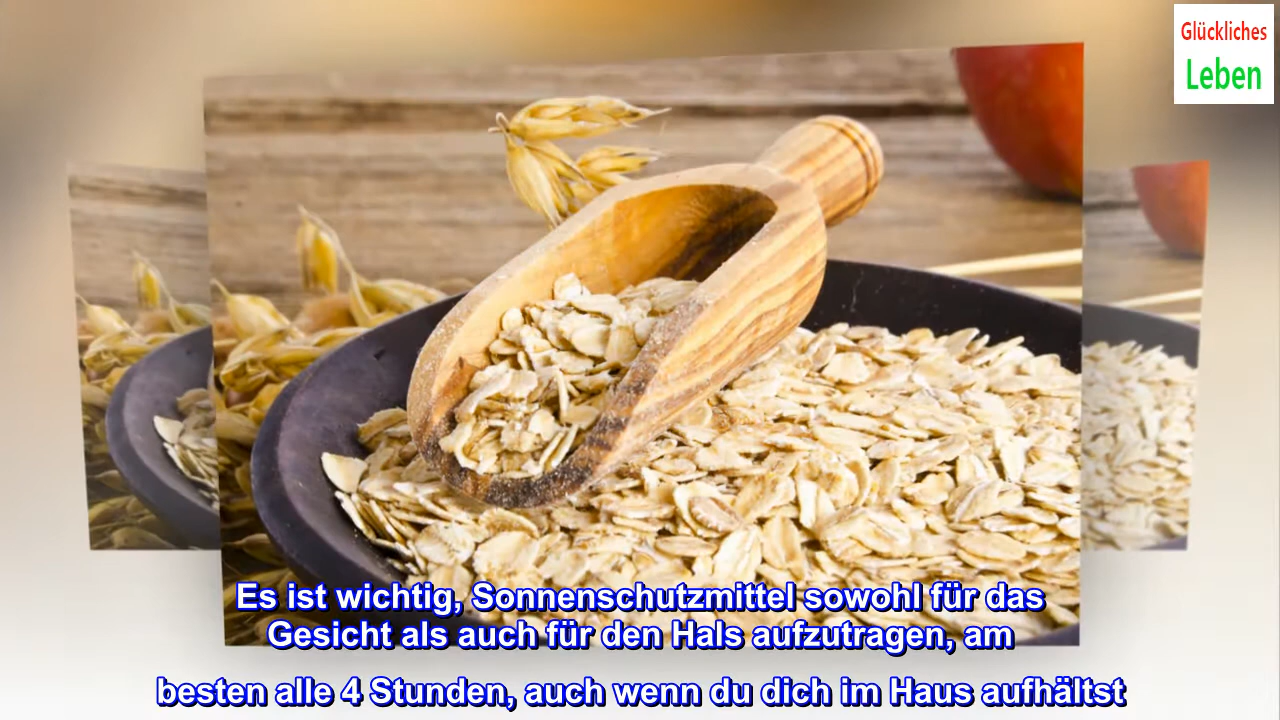 Glückliches
Leben
Es ist wichtig, Sonnenschutzmittel sowohl für das
Gesicht als auch für den Hals aufzutragen, am
besten alle 4 Stunden, auch wenn du dich im Haus aufhältst